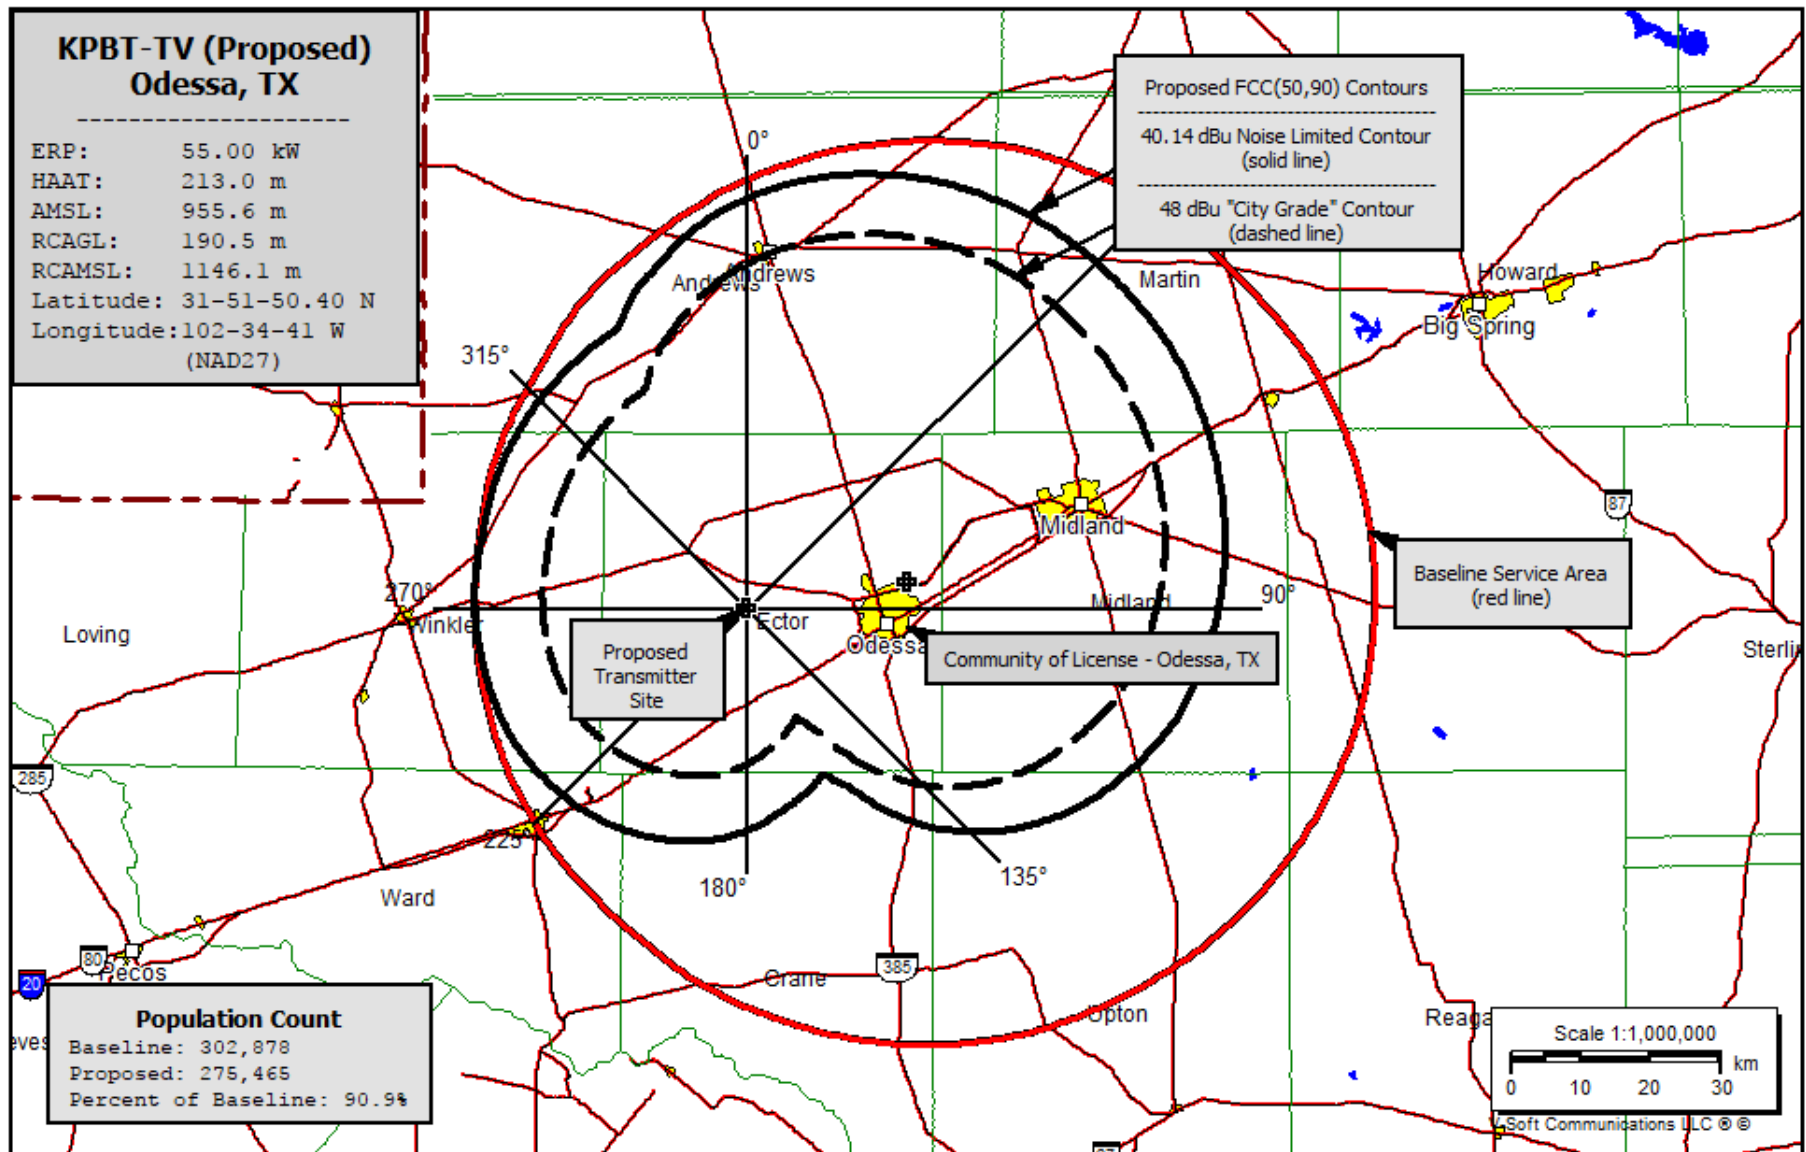 KPBT-TV (Proposed)
Odessa, TX
ERP: 55.00 kW
HAAT: 213.0 m
AMSL: 955.6 m
RCAGL: 190.5 m
RCAMSL: 1146.1 m
Latitude: 31-51-50.40 N
Longitude:102-34-41 W
(NAD27)
Proposed FCC(50,90) Contours
40.14 dBu Noise Limited Contour
(solid line)
48 dBu "City Grade" Contour
(dashed line)
0°
Andrews
Andrews
Martin
Howard
Big Spring
315°
87
Midland
Baseline Service Area
(red line)
270°
Winkler
Ector
Midland
90°
Loving
Odessa
Community of License - Odessa, TX
Proposed
Transmitter
Site
Sterli
285
225°
180°
135°
Ward
80
Pecos
20
Crane
385
Upton
Reaga
Population Count
Baseline: 302,878
Proposed: 275,465
Percent of Baseline: 90.9%
eves
Scale 1:1,000,000
km
0 10 20 30
V-Soft Communications LLC ® ©